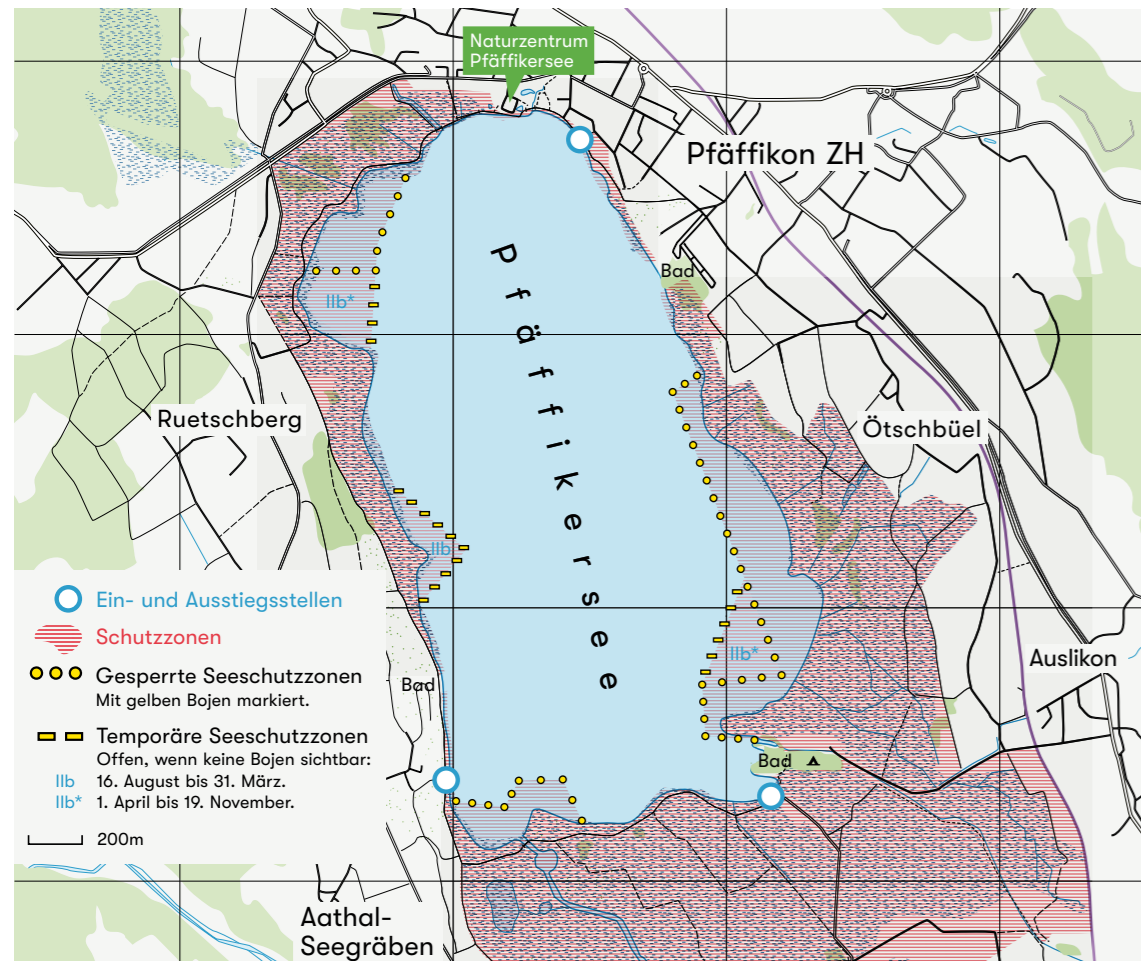 Naturzentrum
Pfäffikersee
Pfäffikon ZH
Bad
IIb*
Pfäffikersee
Ruetschberg
Ötschbüel
IIb
IIb*
Auslikon
Bad
Bad
Ein- und Ausstiegsstellen
Schutzzonen
Gesperrte Seeschutzzonen
Mit gelben Bojen markiert.
Temporäre Seeschutzzonen
Offen, wenn keine Bojen sichtbar:
IIb 16. August bis 31. März.
IIb* 1. April bis 19. November.
200m
Aathal-
Seegräben